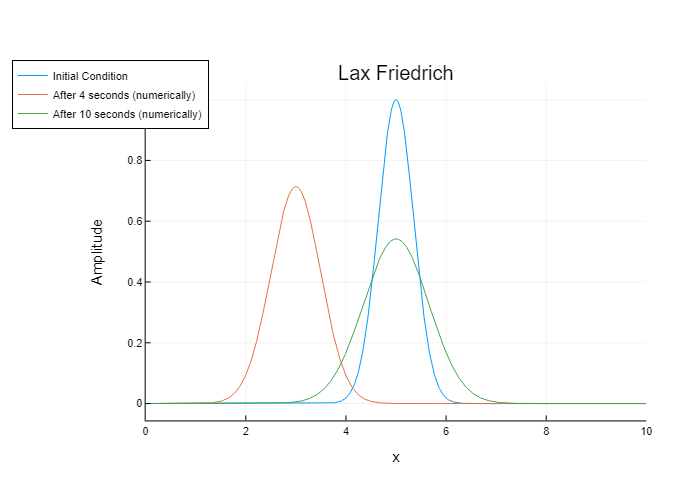 Lax Friedrich
Initial Condition
After 4 seconds (numerically)
After 10 seconds (numerically)
0.8
0.6
0.4
0.2
0
Amplitude
0 2 4 6 8 10
x